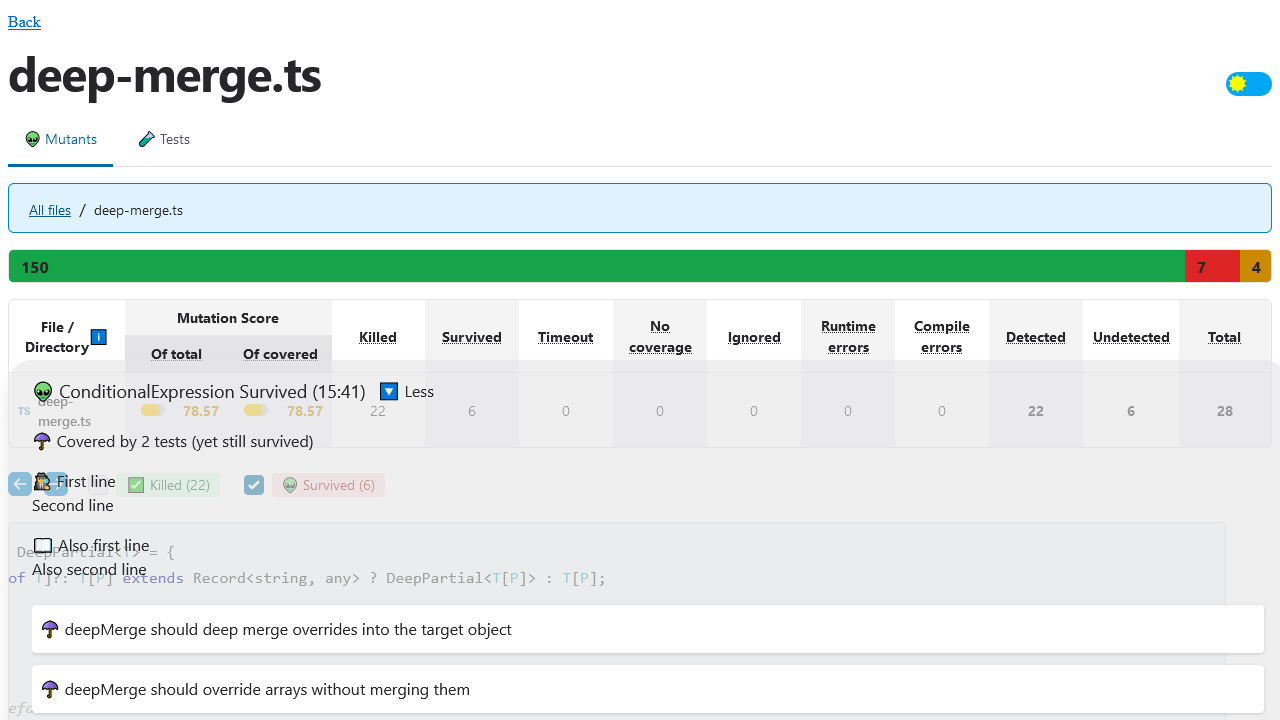 Back
deep-merge.ts
Mutants
Tests
All files / deep-merge.ts
150 7 4
File / Directory
Mutation Score
Of total
Of covered
Killed
Survived
Timeout
No coverage
Ignored
Runtime errors
Compile errors
Detected
Undetected
Total
TS deep-merge.ts 78.57 78.57 22 6 0 0 0 0 0 22 6 28
ConditionalExpression Survived (15:41) Less
Covered by 2 tests (yet still survived)
Killed (22)
Survived (6)
First line
Second line
Also first line
Also second line
DeepPartial<T> = {
of T]?: T[P] extends Record<string, any> ? DeepPartial<T[P]> : T[P];
deepMerge should deep merge overrides into the target object
deepMerge should override arrays without merging them